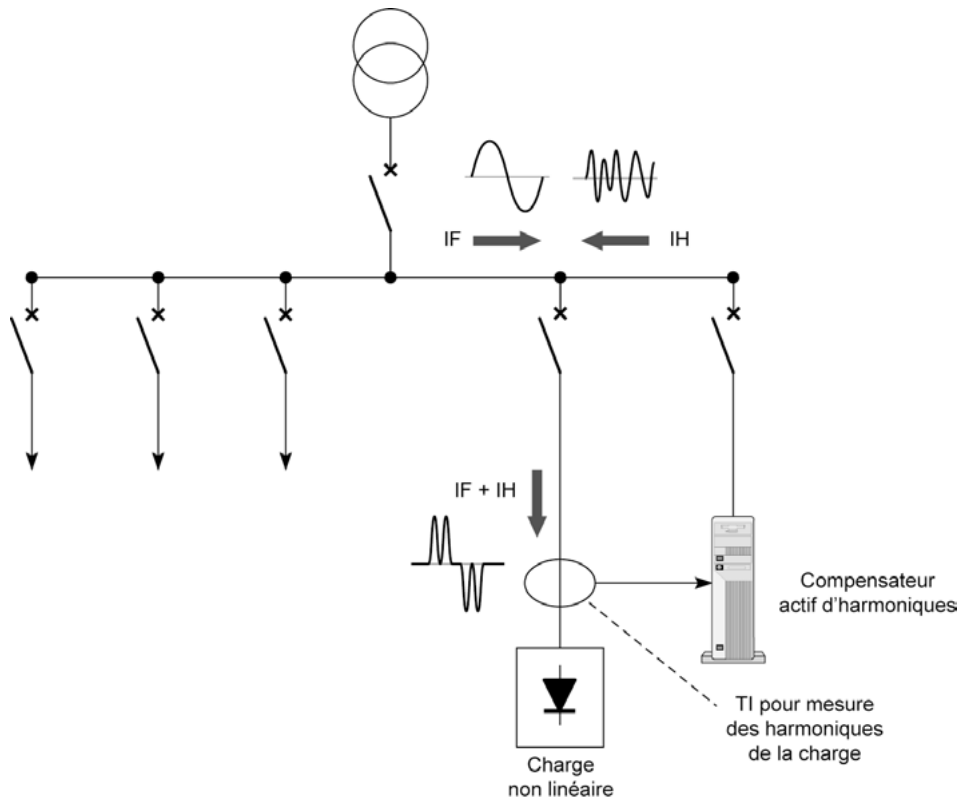 IF
IH
IF + IH
Compensateur
actif d'harmoniques
TI pour mesure
des harmoniques
de la charge
Charge
non linéaire